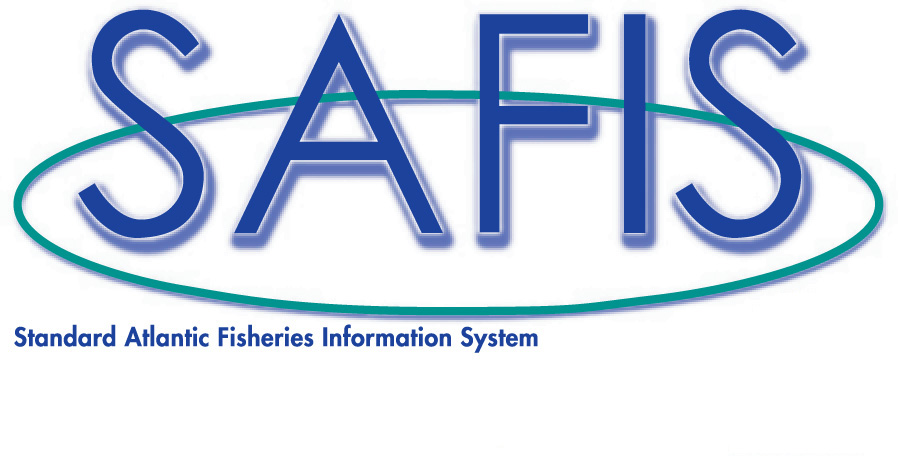 SAFIS
Standard Atlantic Fisheries Information System